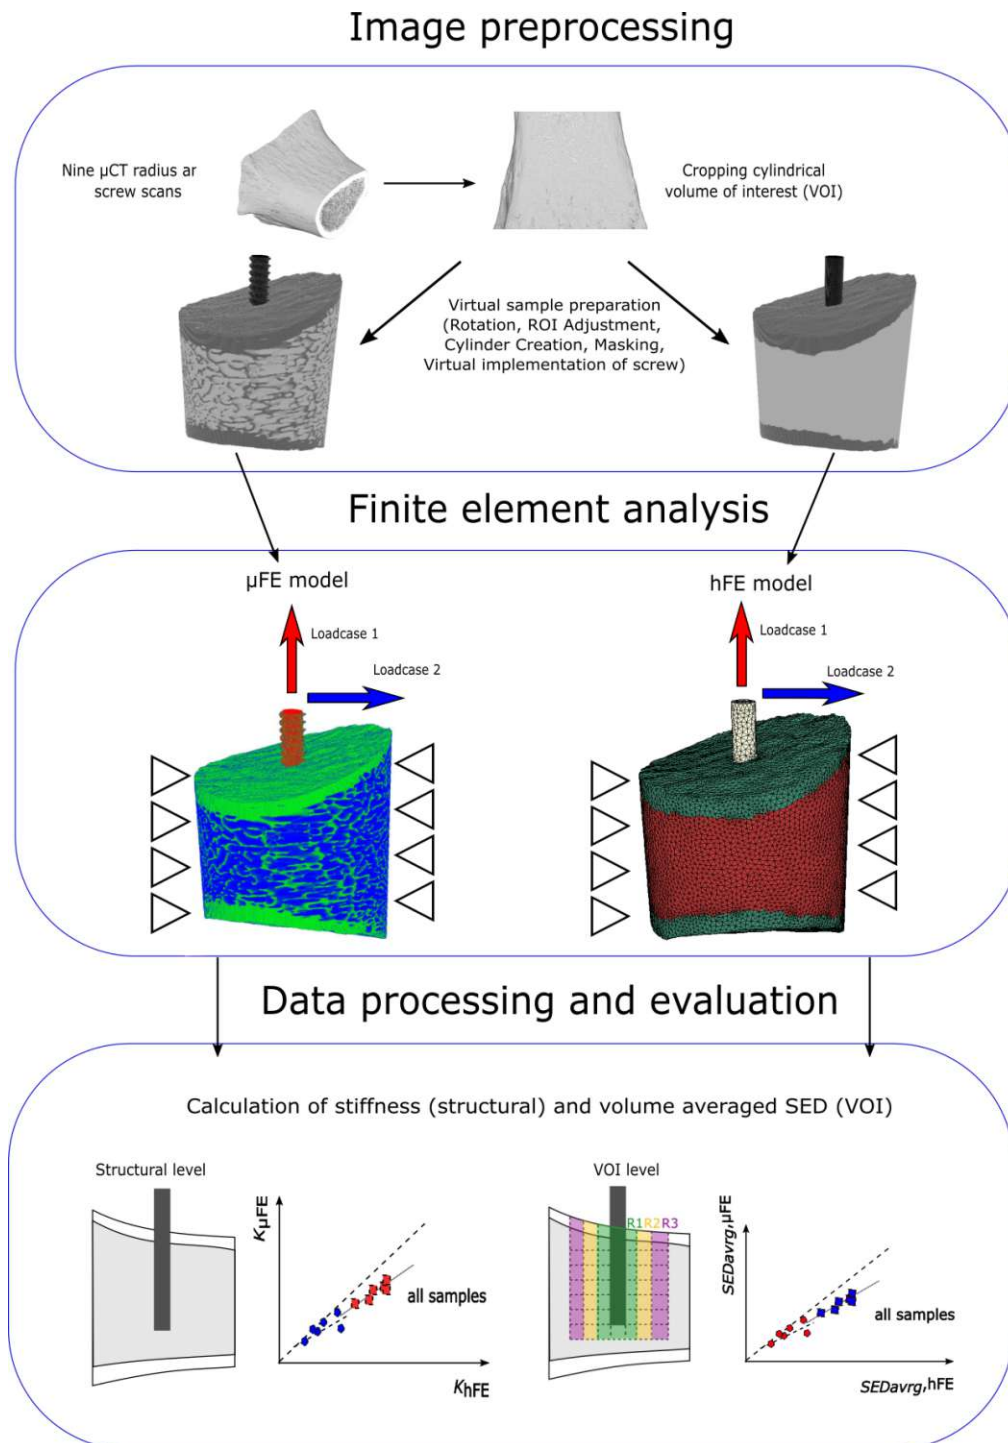 Image preprocessing
Nine µCT radius ar
screw scans
Cropping cylindrical
volume of interest (VOI)
Virtual sample preparation
(Rotation, ROI Adjustment,
Cylinder Creation, Masking,
Virtual implementation of screw)
Finite element analysis
µFE model
Loadcase 1
Loadcase 2
hFE model
Loadcase 1
Loadcase 2
Data processing and evaluation
Calculation of stiffness (structural) and volume averaged SED (VOI)
Structural level
KµFE
all samples
KhFE
VOI level
R1 R2 R3
SEDavrg,µFE
all samples
SEDavrg,hFE